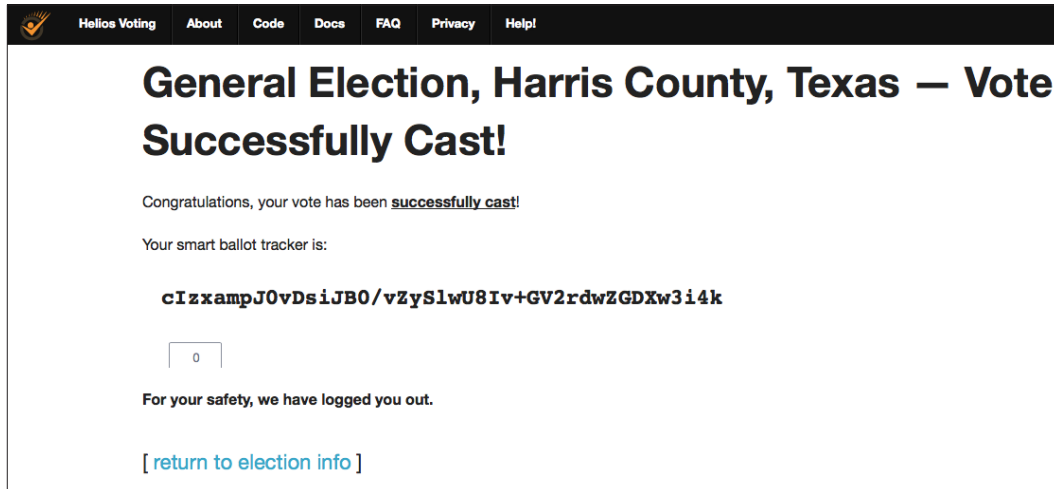 Helios Voting About Code Docs FAQ Privacy Help!
General Election, Harris County, Texas — Vote
Successfully Cast!
Congratulations, your vote has been successfully cast!
Your smart ballot tracker is:
cIzxampJ0vDsiJB0/vZySlwU8Iv+GV2rdwZGDXw3i4k
0
For your safety, we have logged you out.
[ return to election info ]